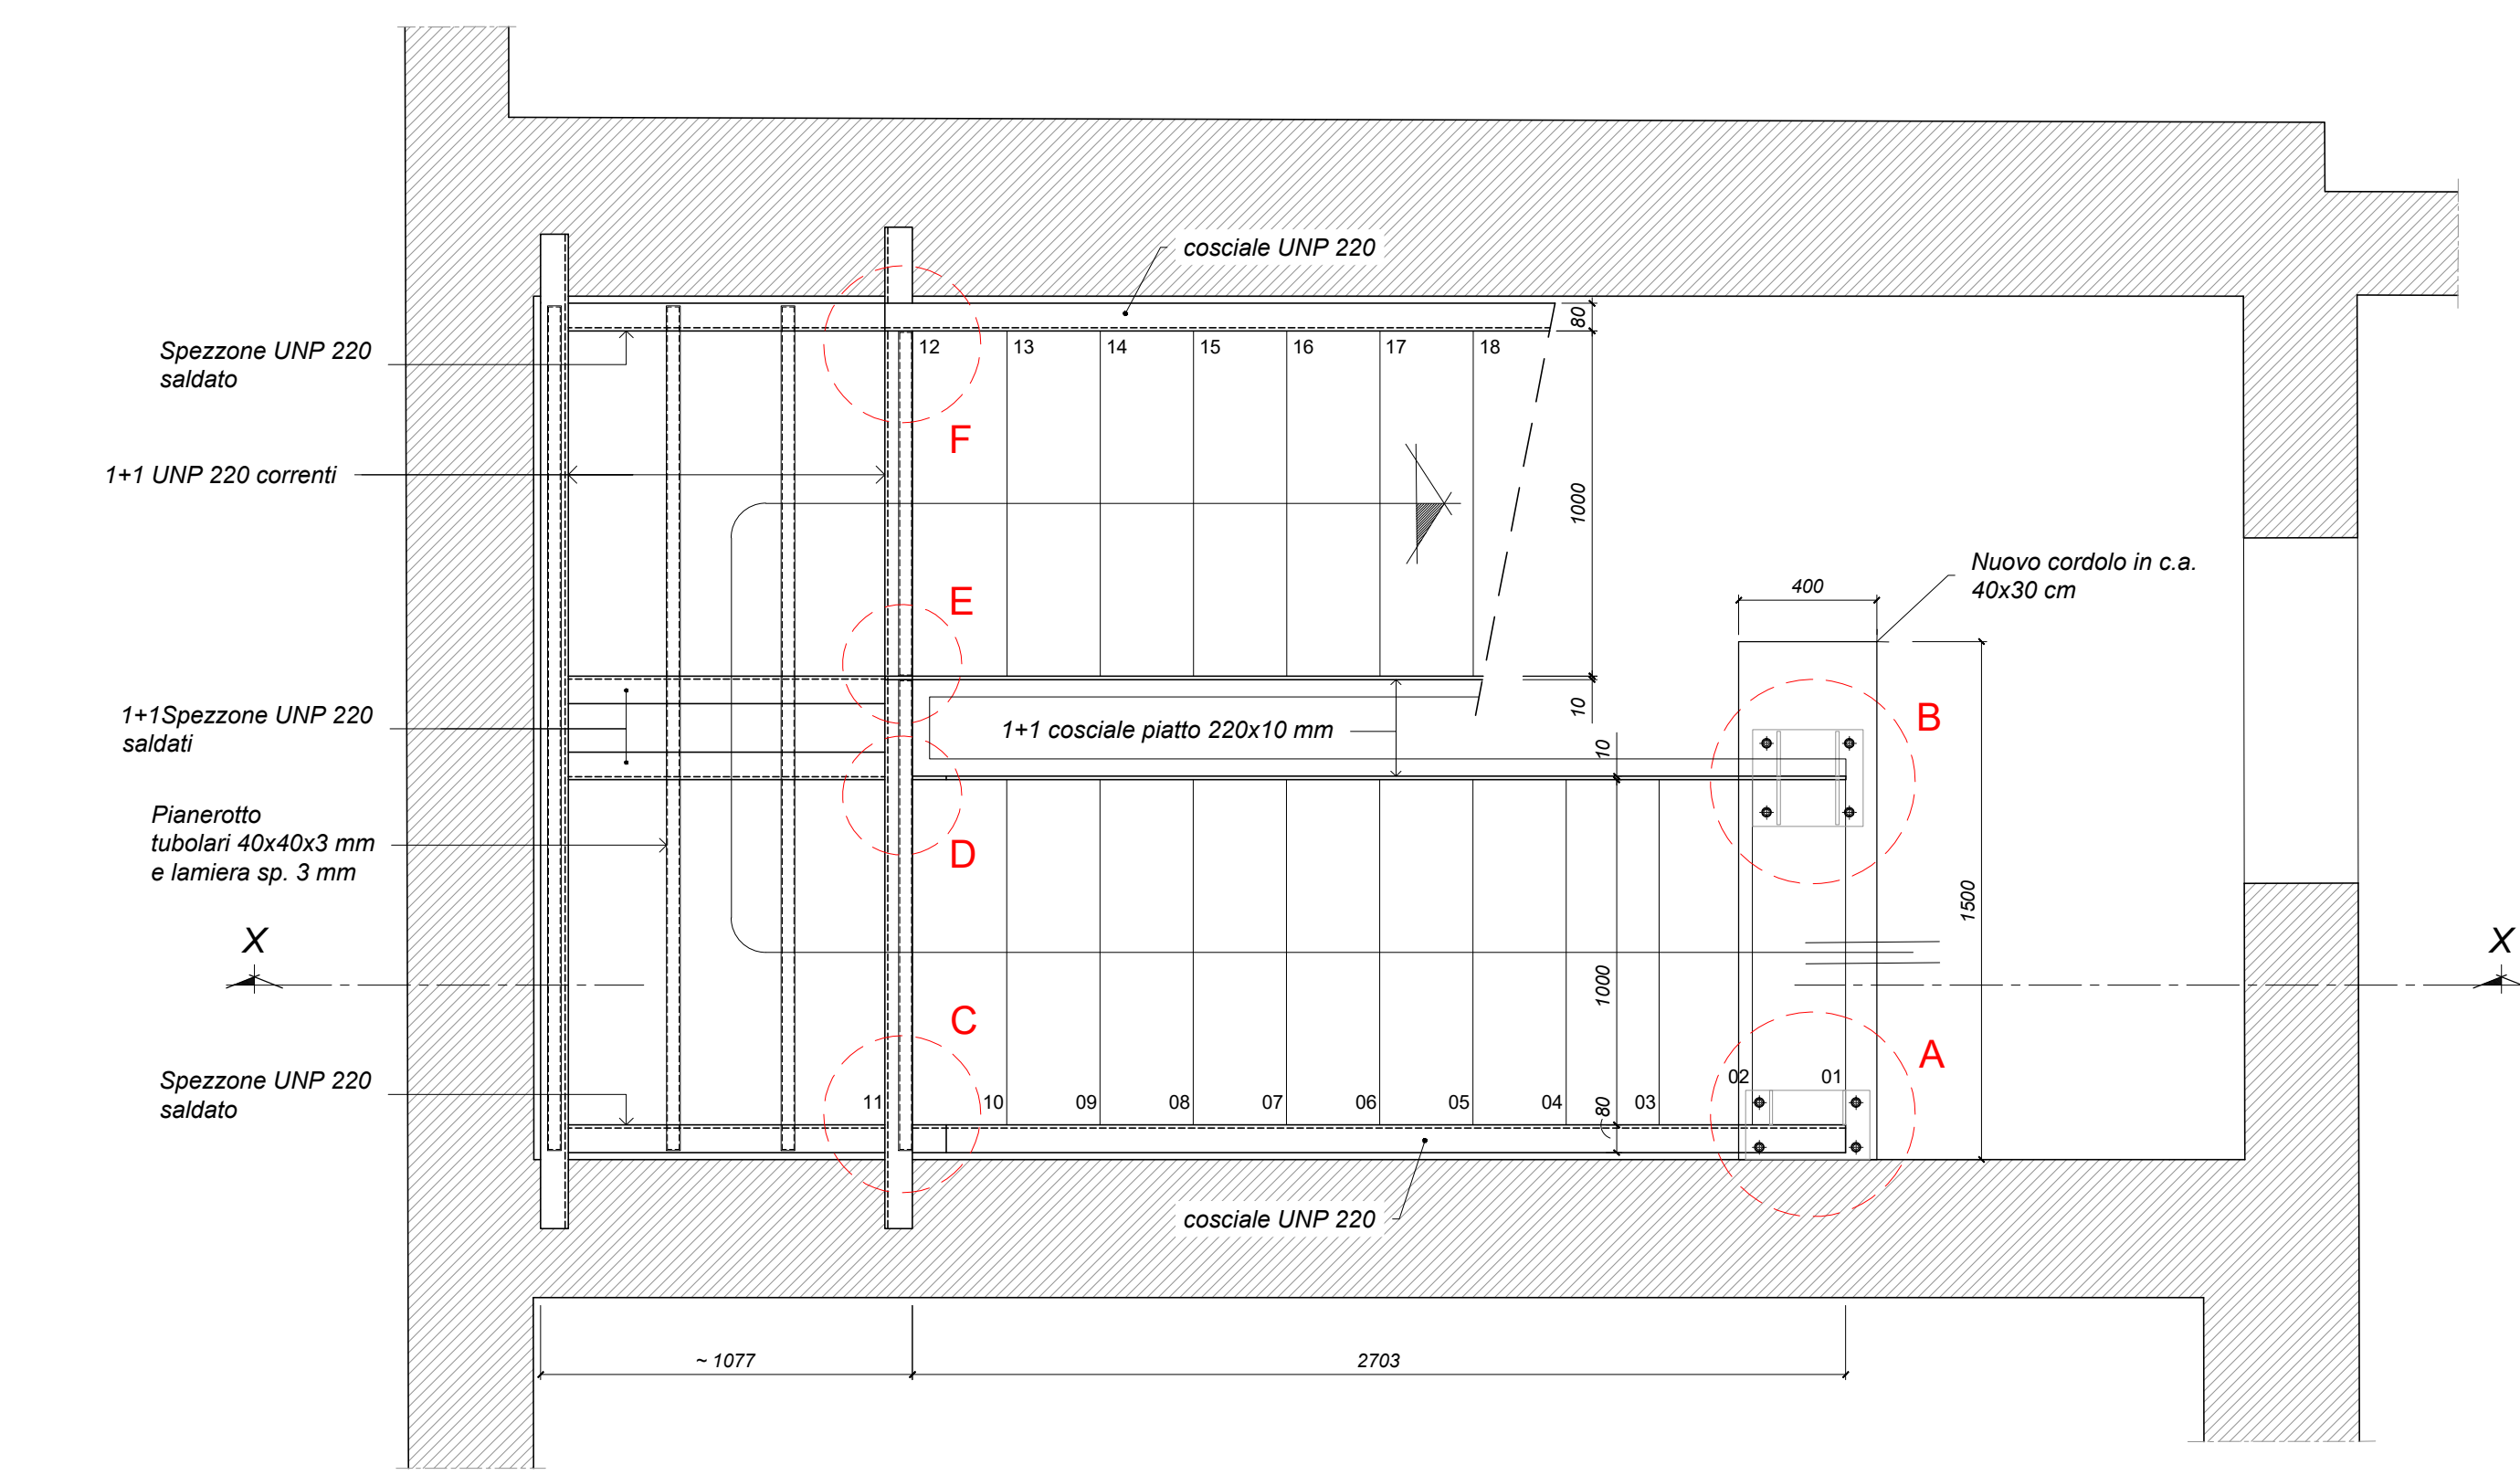 cosciale UNP 220
80
Spezzone UNP 220
saldato
12
13
14
15
16
17
18
F
1+1 UNP 220 correnti
1000
Nuovo cordolo in c.a.
40x30 cm
400
E
1+1Spezzone UNP 220
saldati
1+1 cosciale piatto 220x10 mm
10
10
B
Pianerotto
tubolari 40x40x3 mm
e lamiera sp. 3 mm
D
1500
X
X
1000
C
A
Spezzone UNP 220
saldato
02
01
11
10
09
08
07
06
05
04
03
80
cosciale UNP 220
~ 1077
2703